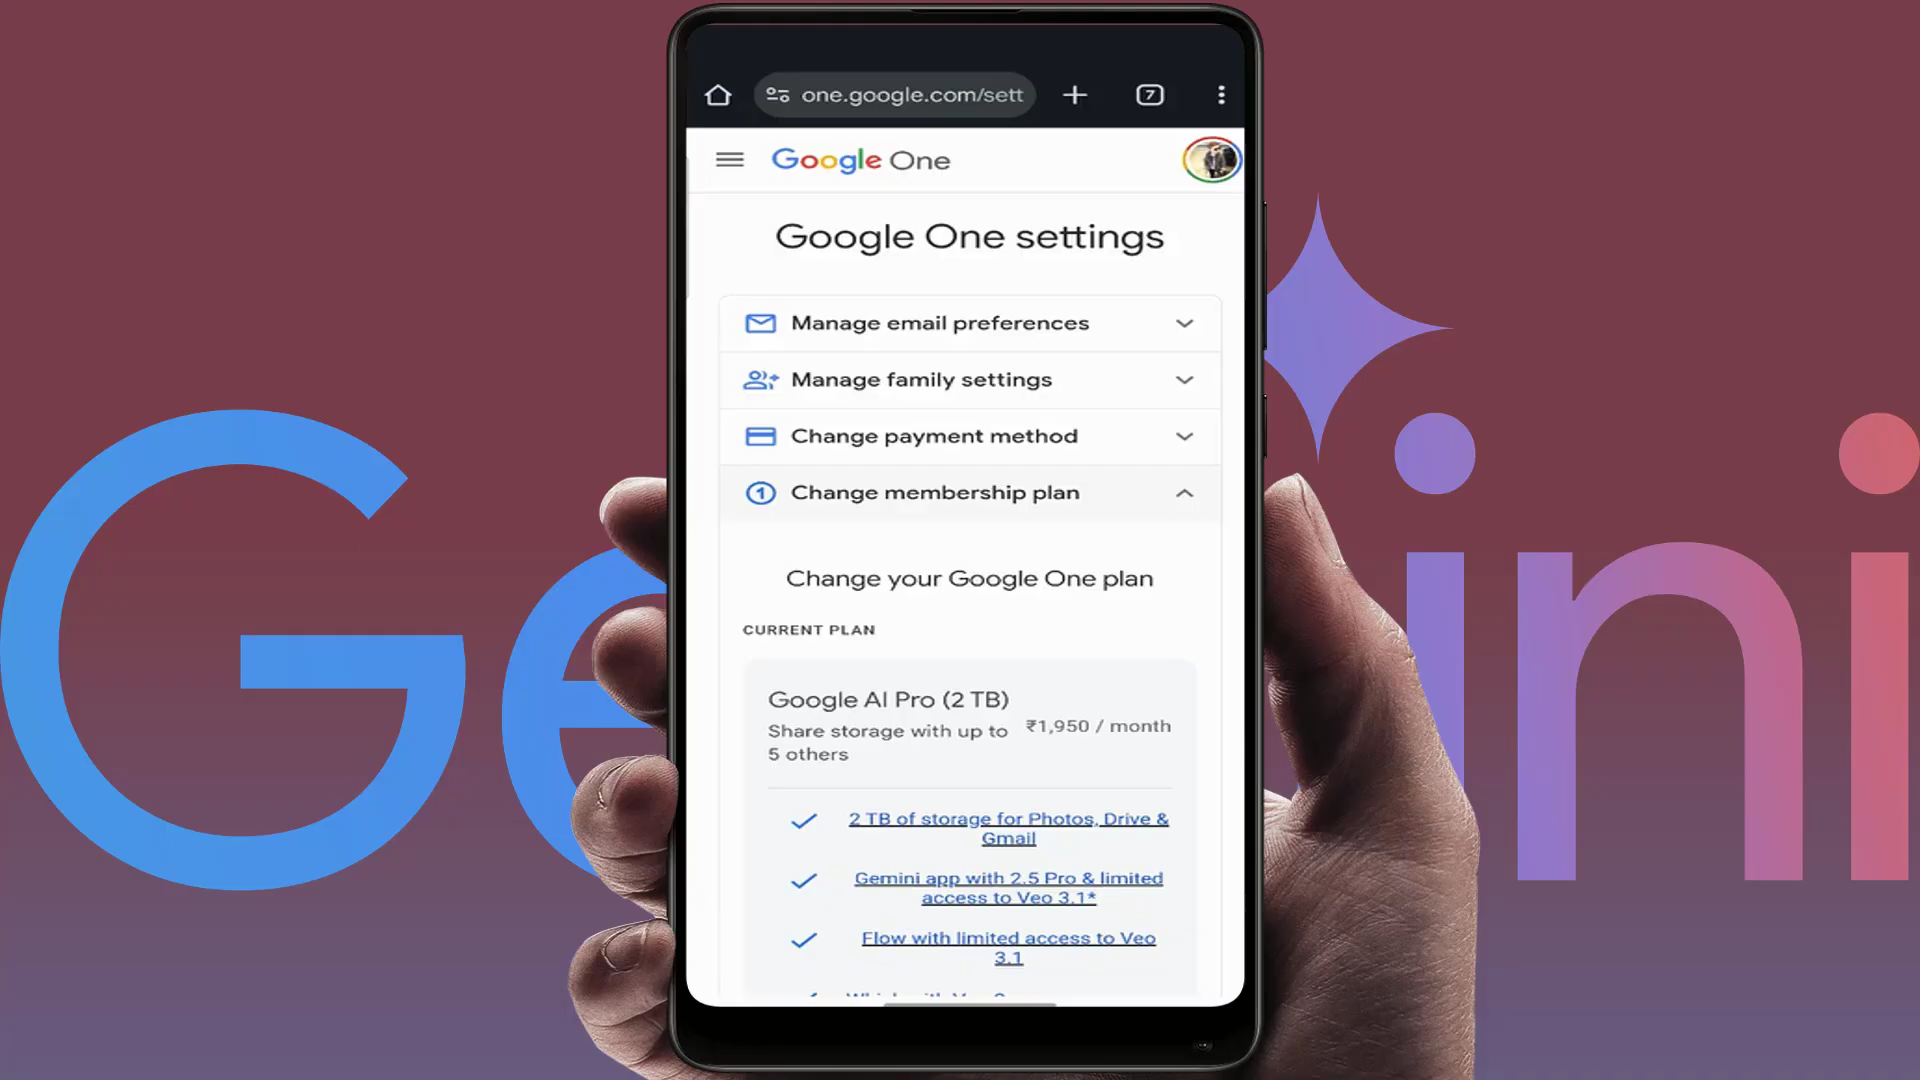 one.google.com/sett
7
Google One
Google One settings
Manage email preferences
Manage family settings
Change payment method
1 Change membership plan
Change your Google One plan
CURRENT PLAN
Google AI Pro (2 TB)
Share storage with up to
5 others
₹1,950 / month
2 TB of storage for Photos, Drive &
Gmail
Gemini app with 2.5 Pro & limited
access to Veo 3.1*
Flow with limited access to Veo
3.1